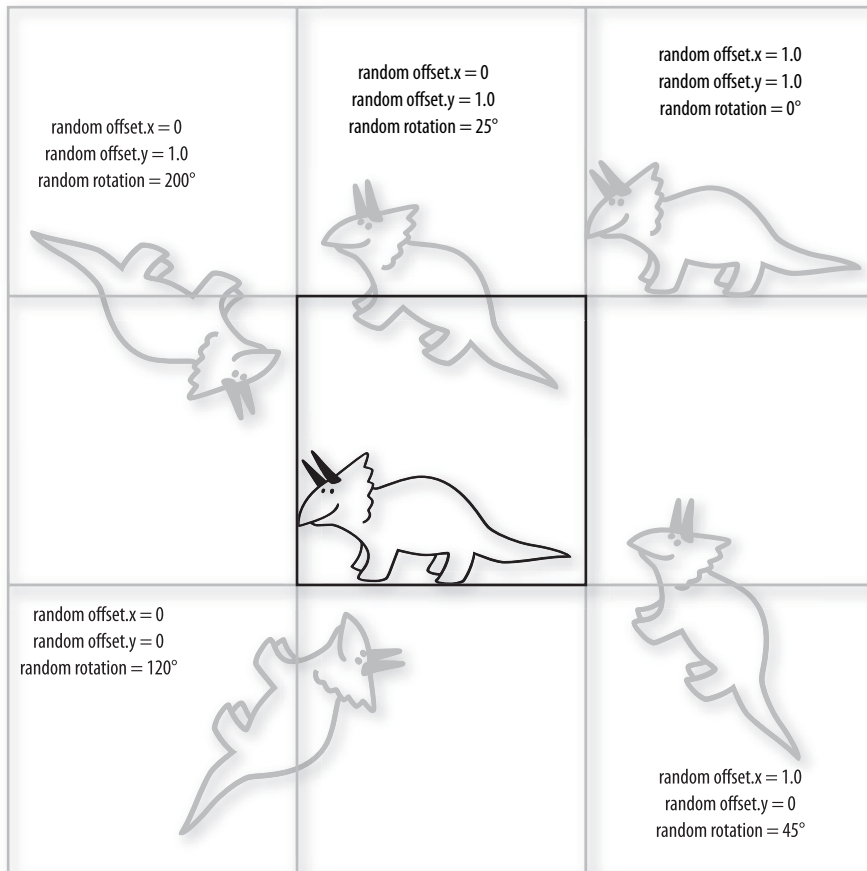 random offset.x = 0
random offset.y = 1.0
random rotation = 200°
random offset.x = 0
random offset.y = 1.0
random rotation = 25°
random offset.x = 1.0
random offset.y = 1.0
random rotation = 0°
random offset.x = 0
random offset.y = 0
random rotation = 120°
random offset.x = 1.0
random offset.y = 0
random rotation = 45°